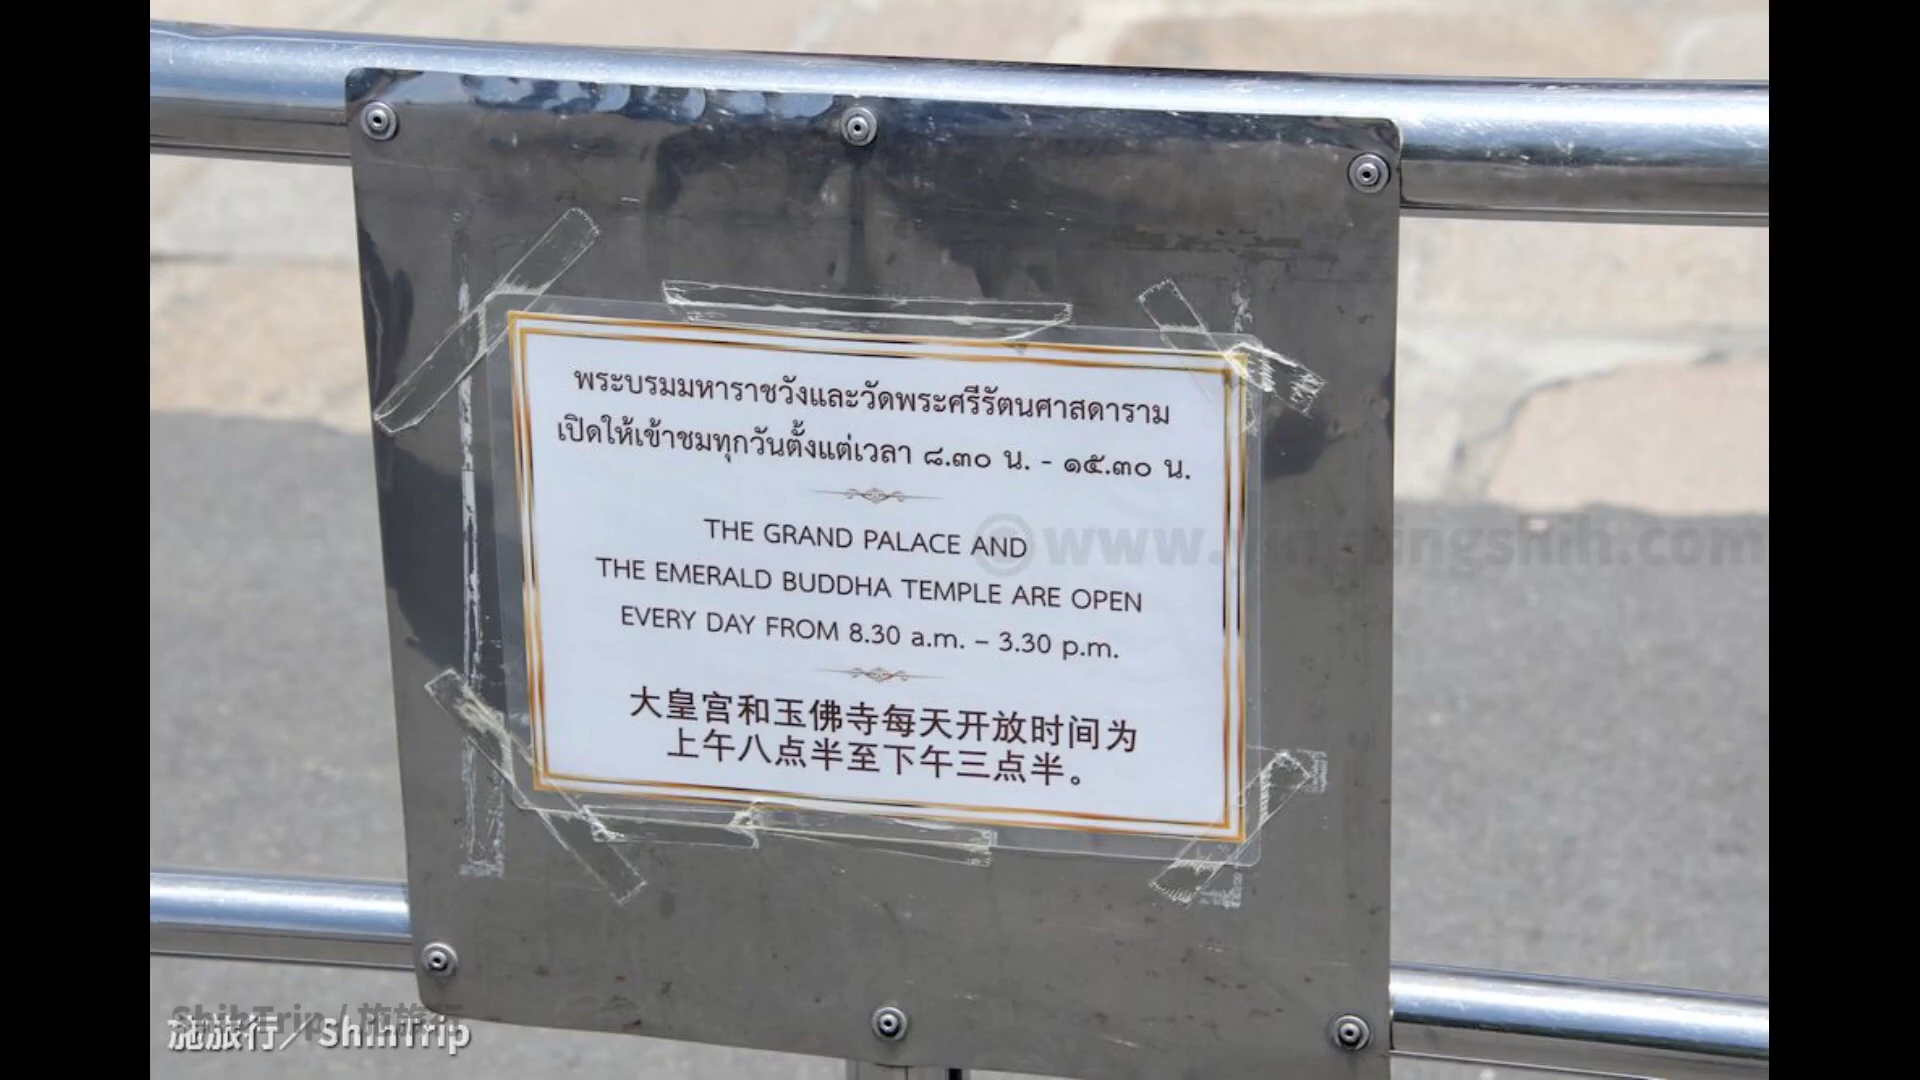 พระบรมมหาราชวังและวัดพระศรีรัตนศาสดาราม
เปิดให้เข้าชมทุกวันตั้งแต่เวลา ๘.๓๐ น. - ๑๕.๓๐ น.
THE GRAND PALACE AND
THE EMERALD BUDDHA TEMPLE ARE OPEN
EVERY DAY FROM 8.30 a.m. – 3.30 p.m.
大皇宫和玉佛寺每天开放时间为
上午八点半至下午三点半。
ShihTrip / 施旅行
施旅行／ShihTrip